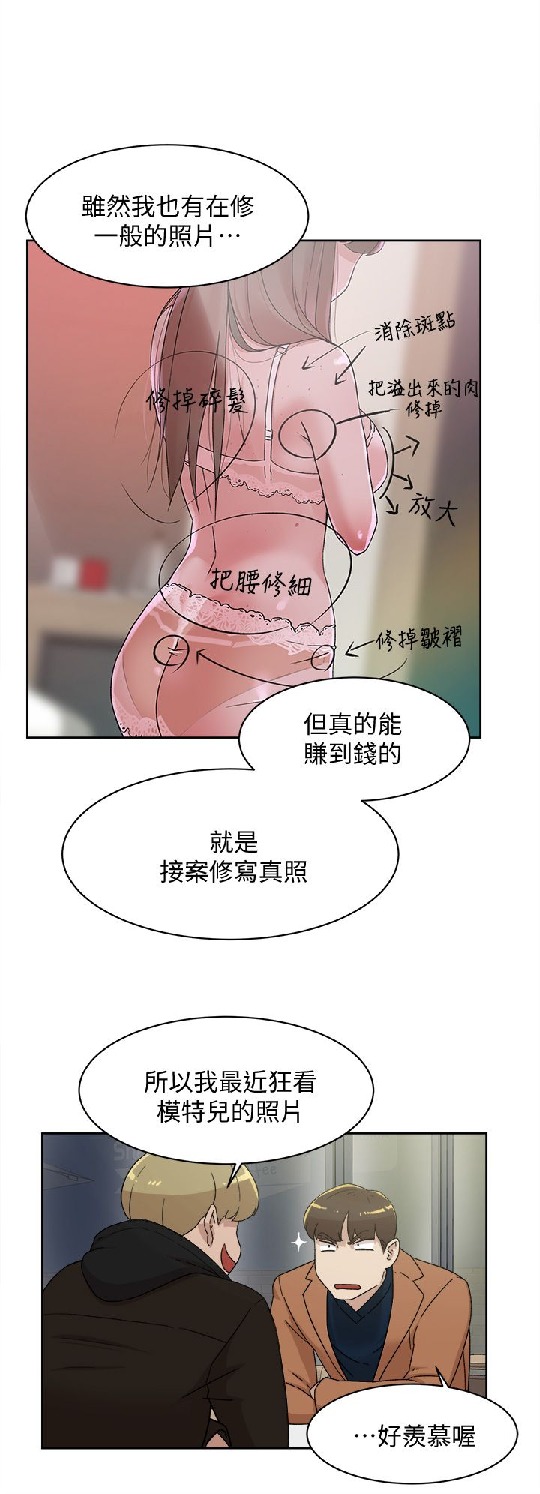 雖然我也有在修
一般的照片…
消除斑點
把溢出來的肉
修掉
修掉碎髮
放大
把腰修細
修掉皺褶
但真的能
賺到錢的
就是
接案修寫真照
所以我最近狂看
模特兒的照片
…好羨慕喔